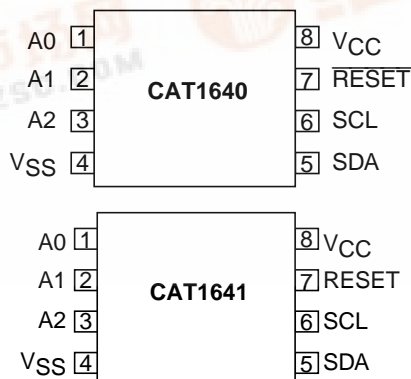 A0 1 8 VCC
A1 2 CAT1640 7 RESET
A2 3 6 SCL
VSS 4 5 SDA
A0 1 8 VCC
A1 2 CAT1641 7 RESET
A2 3 6 SCL
VSS 4 5 SDA